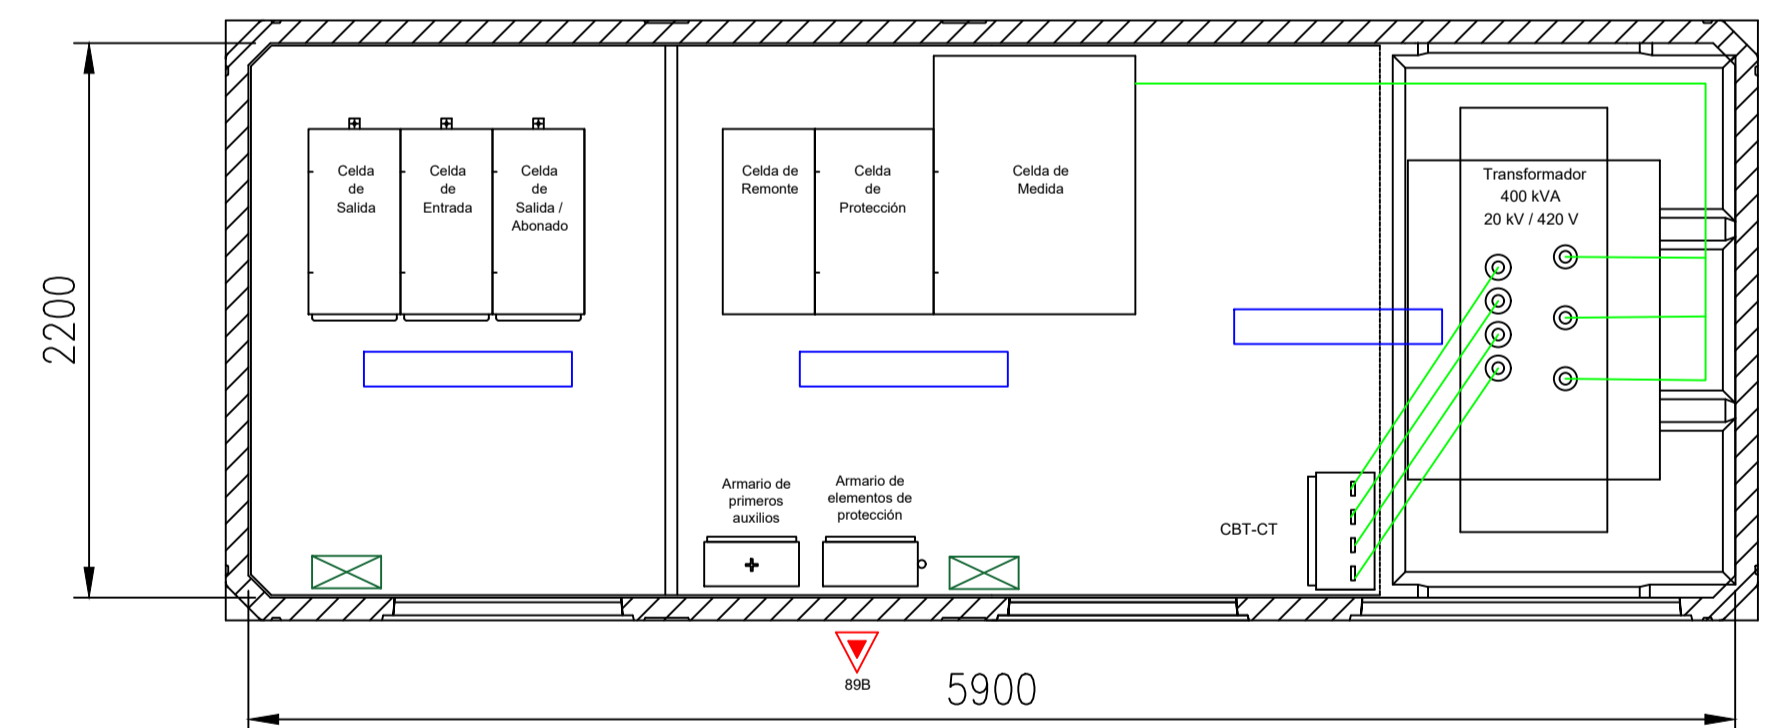 2200
Celda
de
Salida
Celda
de
Entrada
Celda
de
Salida /
Abonado
Celda de
Remonte
Celda
de
Protección
Celda de
Medida
Transformador
400 kVA
20 kV / 420 V
Armario de
primeros
auxilios
Armario de
elementos de
protección
CBT-CT
89B
5900